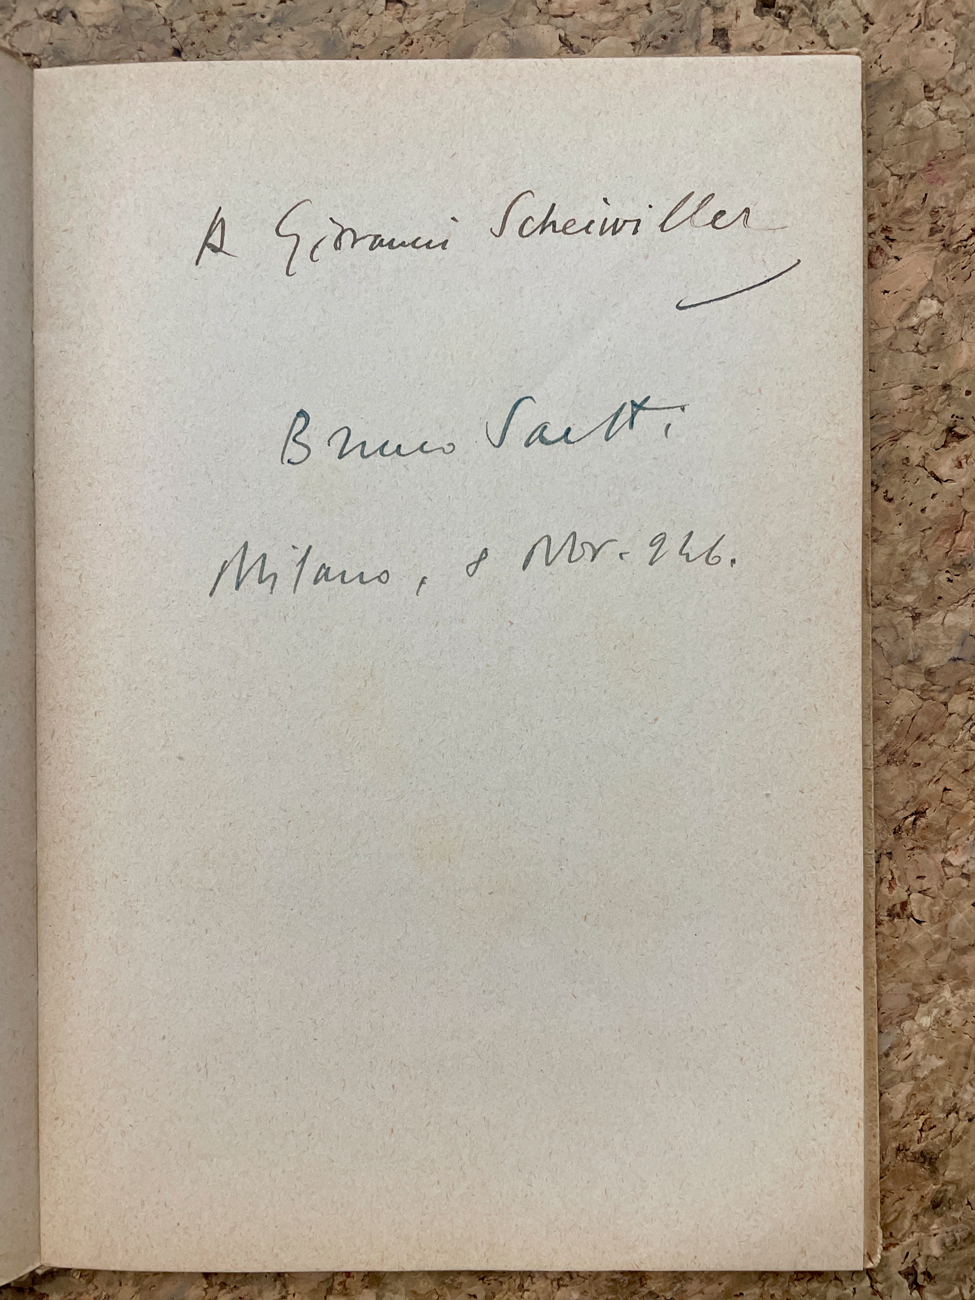 A Giovanni Scheiwiller
Bruno Saetti
Milano, 8 Nov. 946.